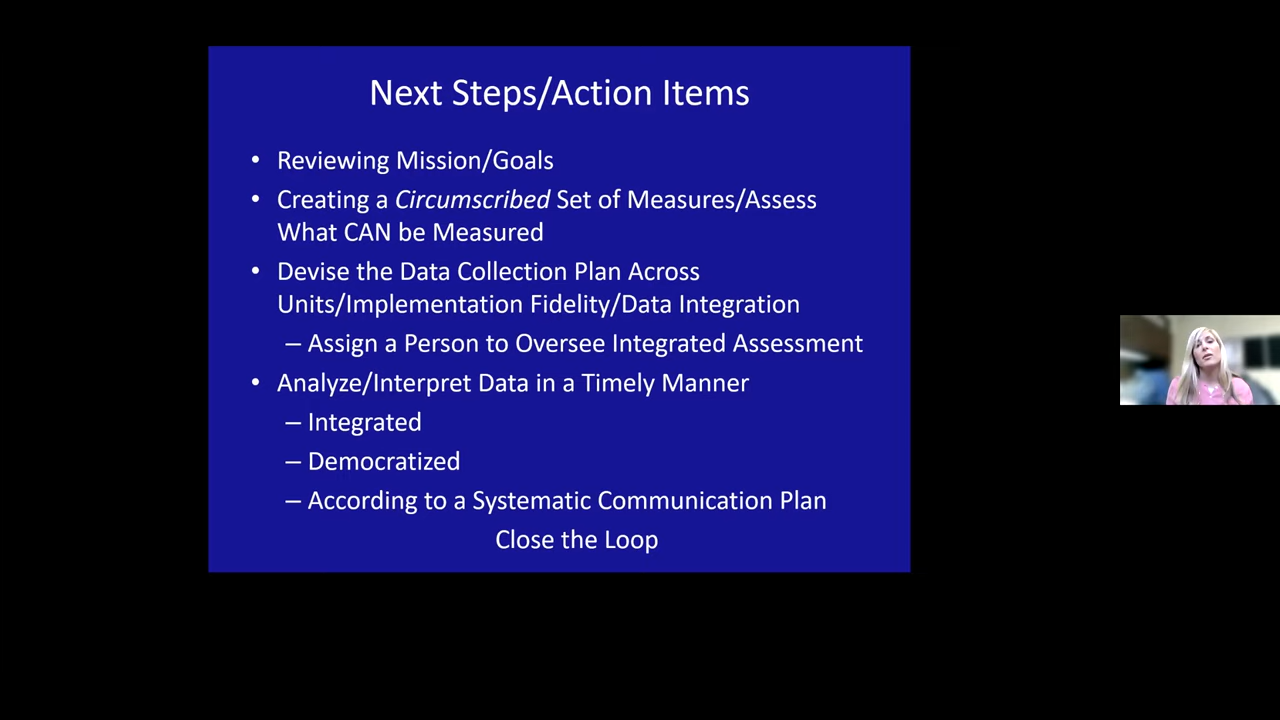 Next Steps/Action Items
• Reviewing Mission/Goals
• Creating a Circumscribed Set of Measures/Assess
What CAN be Measured
• Devise the Data Collection Plan Across
Units/Implementation Fidelity/Data Integration
– Assign a Person to Oversee Integrated Assessment
• Analyze/Interpret Data in a Timely Manner
– Integrated
– Democratized
– According to a Systematic Communication Plan
Close the Loop